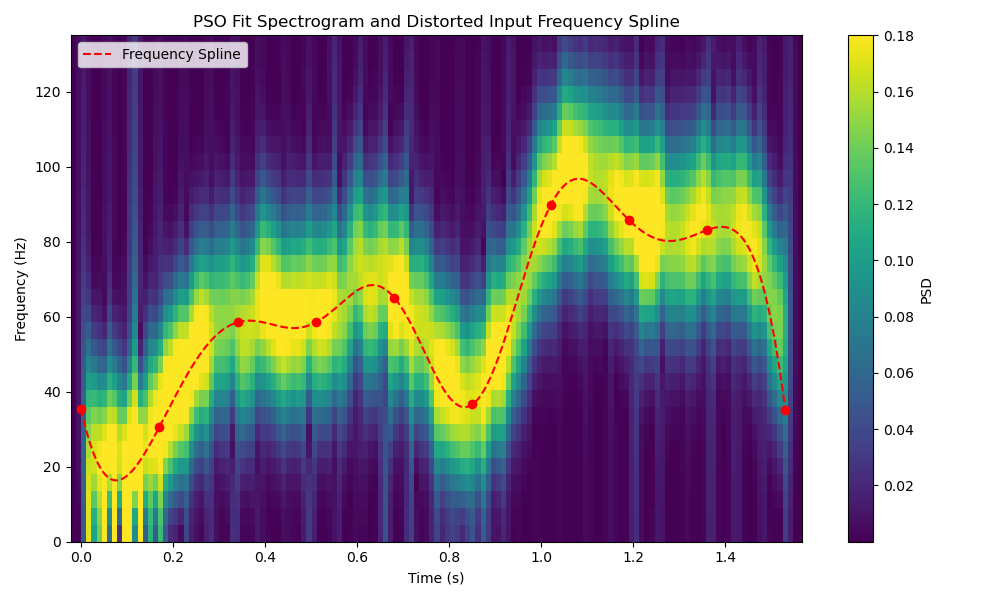 PSO Fit Spectrogram and Distorted Input Frequency Spline
Frequency Spline
Frequency (Hz)
120
100
80
60
40
20
0
0.0 0.2 0.4 0.6 0.8 1.0 1.2 1.4
Time (s)
0.18
0.16
0.14
0.12
0.10
0.08
0.06
0.04
0.02
PSD